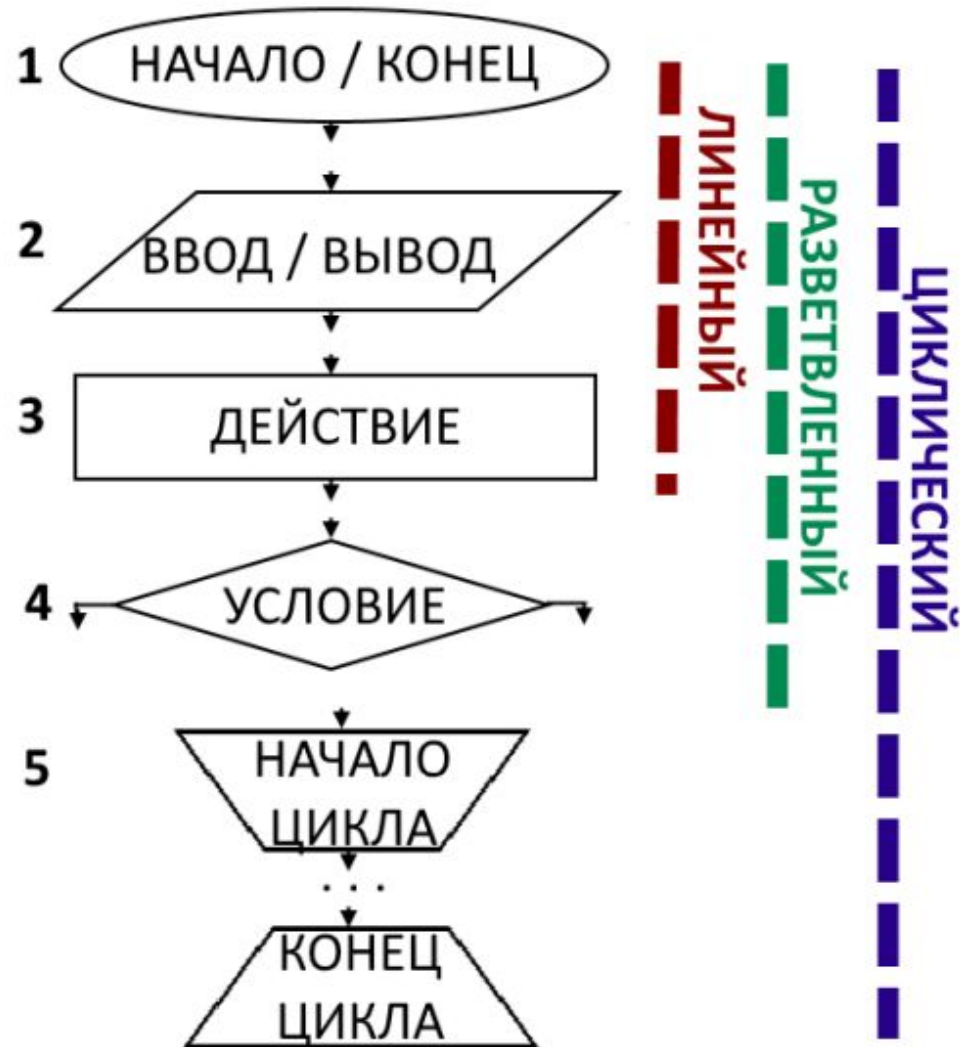 1 НАЧАЛО / КОНЕЦ
2 ВВОД / ВЫВОД
3 ДЕЙСТВИЕ
4 УСЛОВИЕ
5 НАЧАЛО
ЦИКЛА
. . .
КОНЕЦ
ЦИКЛА
ЛИНЕЙНЫЙ
РАЗВЕТВЛЕННЫЙ
ЦИКЛИЧЕСКИЙ